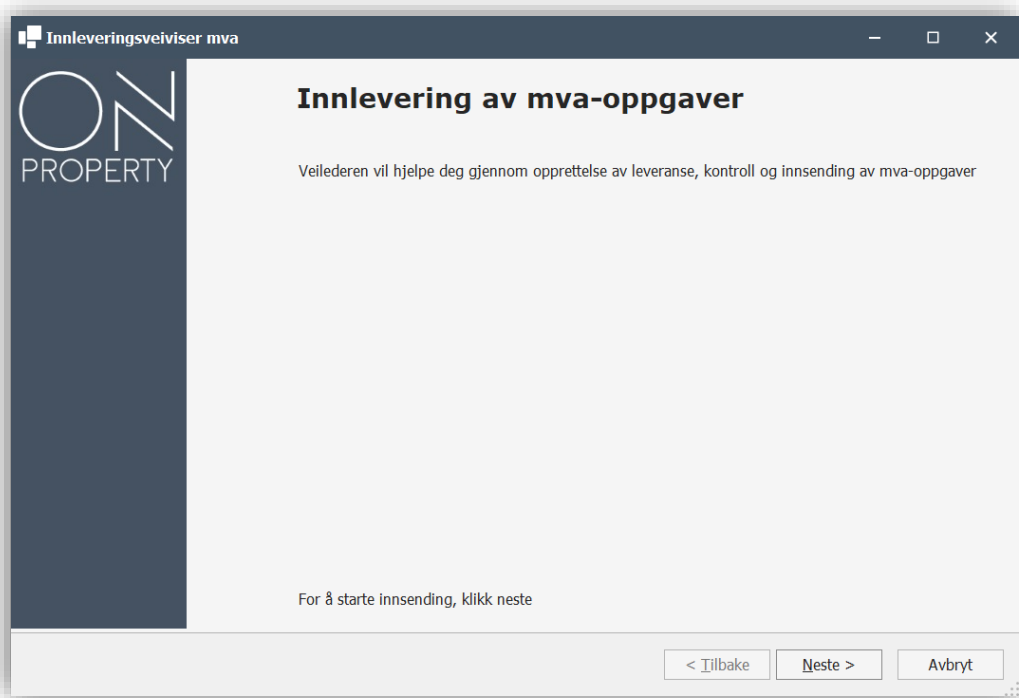 Innleveringsveiviser mva
ON
PROPERTY
Innlevering av mva-oppgaver
Veilederen vil hjelpe deg gjennom opprettelse av leveranse, kontroll og innsending av mva-oppgaver
For å starte innsending, klikk neste
< Tilbake
Neste >
Avbryt